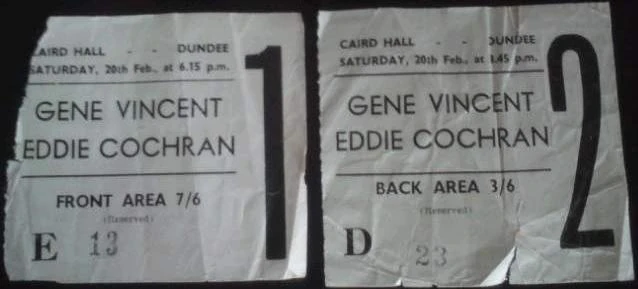 CAIRD HALL - - DUNDEE
SATURDAY, 20th Feb., at 6.15 p.m.
GENE VINCENT
EDDIE COCHRAN
FRONT AREA 7/6
(Reserved)
E 13
1
CAIRD HALL - - DUNDEE
SATURDAY, 20th Feb., at 8.45 p.m.
GENE VINCENT
EDDIE COCHRAN
BACK AREA 3/6
(Reserved)
D 23
2